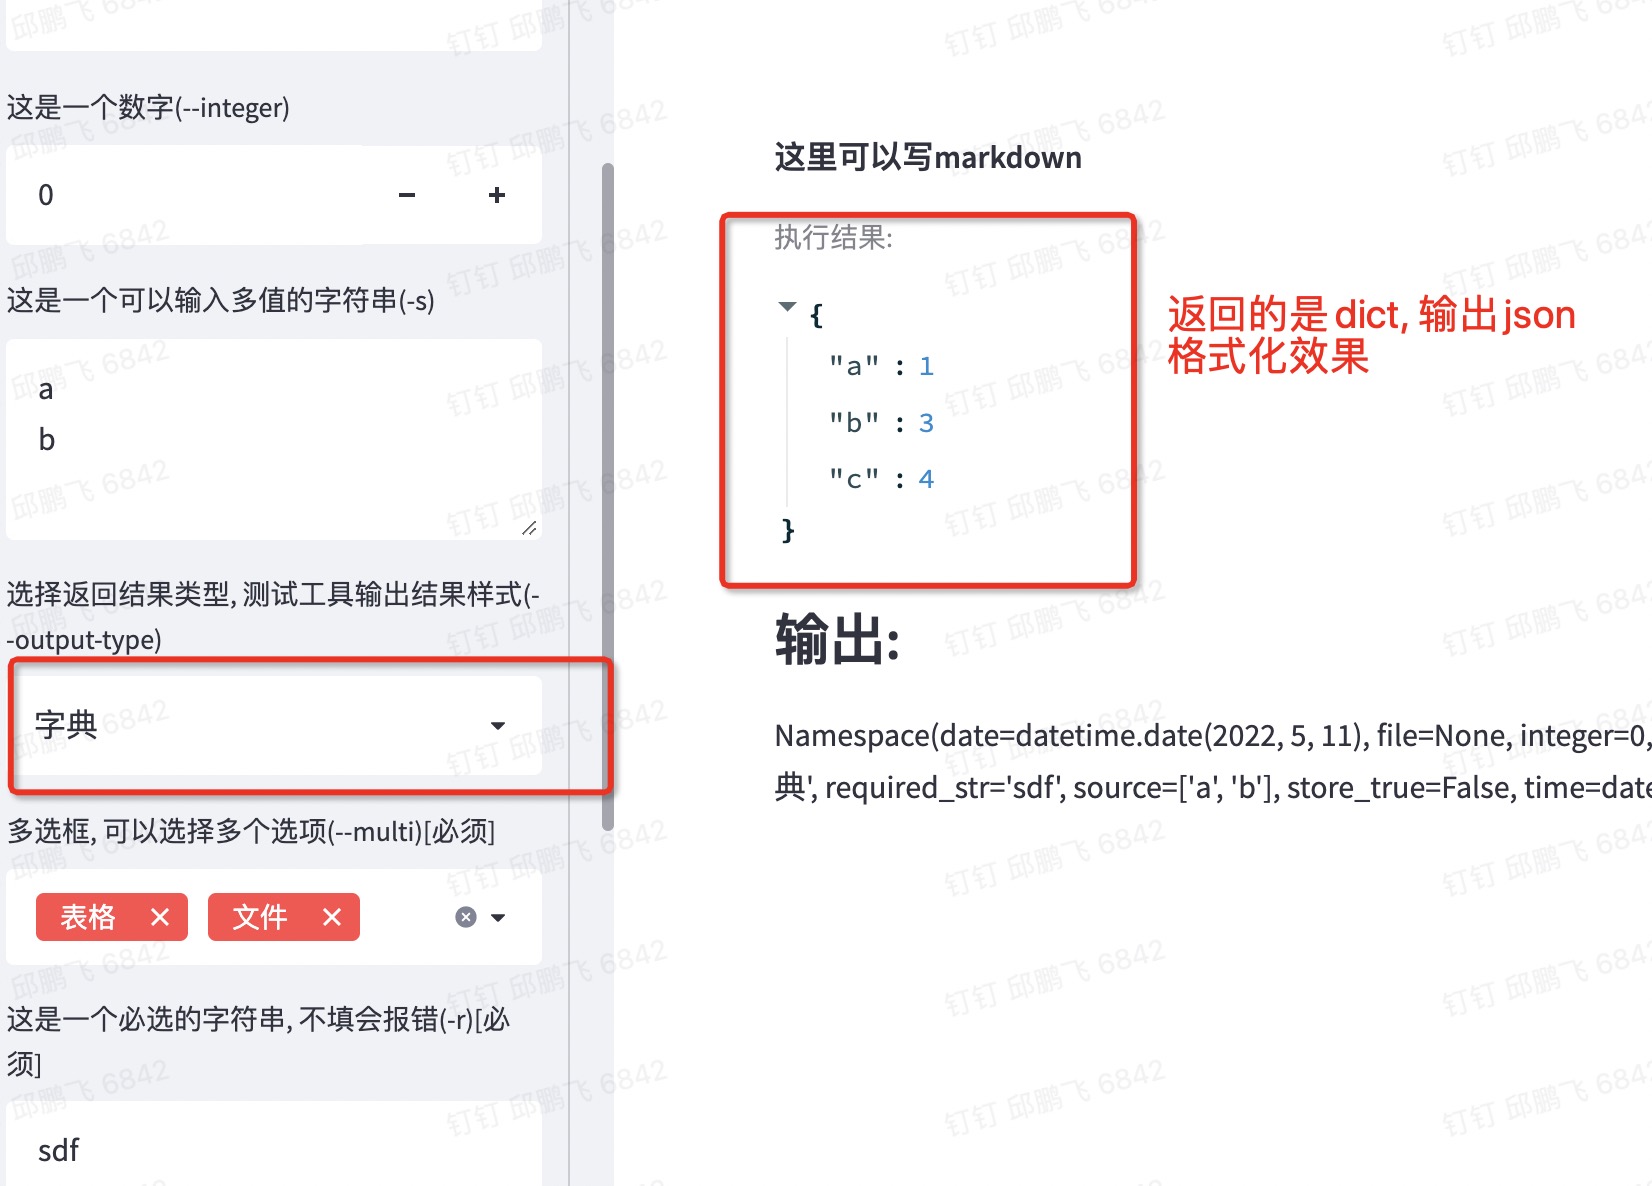 这是一个数字(--integer)
0
这是一个可以输入多值的字符串(-s)
a
b
选择返回结果类型, 测试工具输出结果样式(-
-output-type)
字典
多选框, 可以选择多个选项(--multi)[必须]
表格
文件
这是一个必选的字符串, 不填会报错(-r)[必
须]
sdf
这里可以写markdown
执行结果:
{
"a" : 1
"b" : 3
"c" : 4
}
返回的是dict, 输出json
格式化效果
输出:
Namespace(date=datetime.date(2022, 5, 11), file=None, integer=0,
典', required_str='sdf', source=['a', 'b'], store_true=False, time=date
钉钉 邱鹏飞 6842